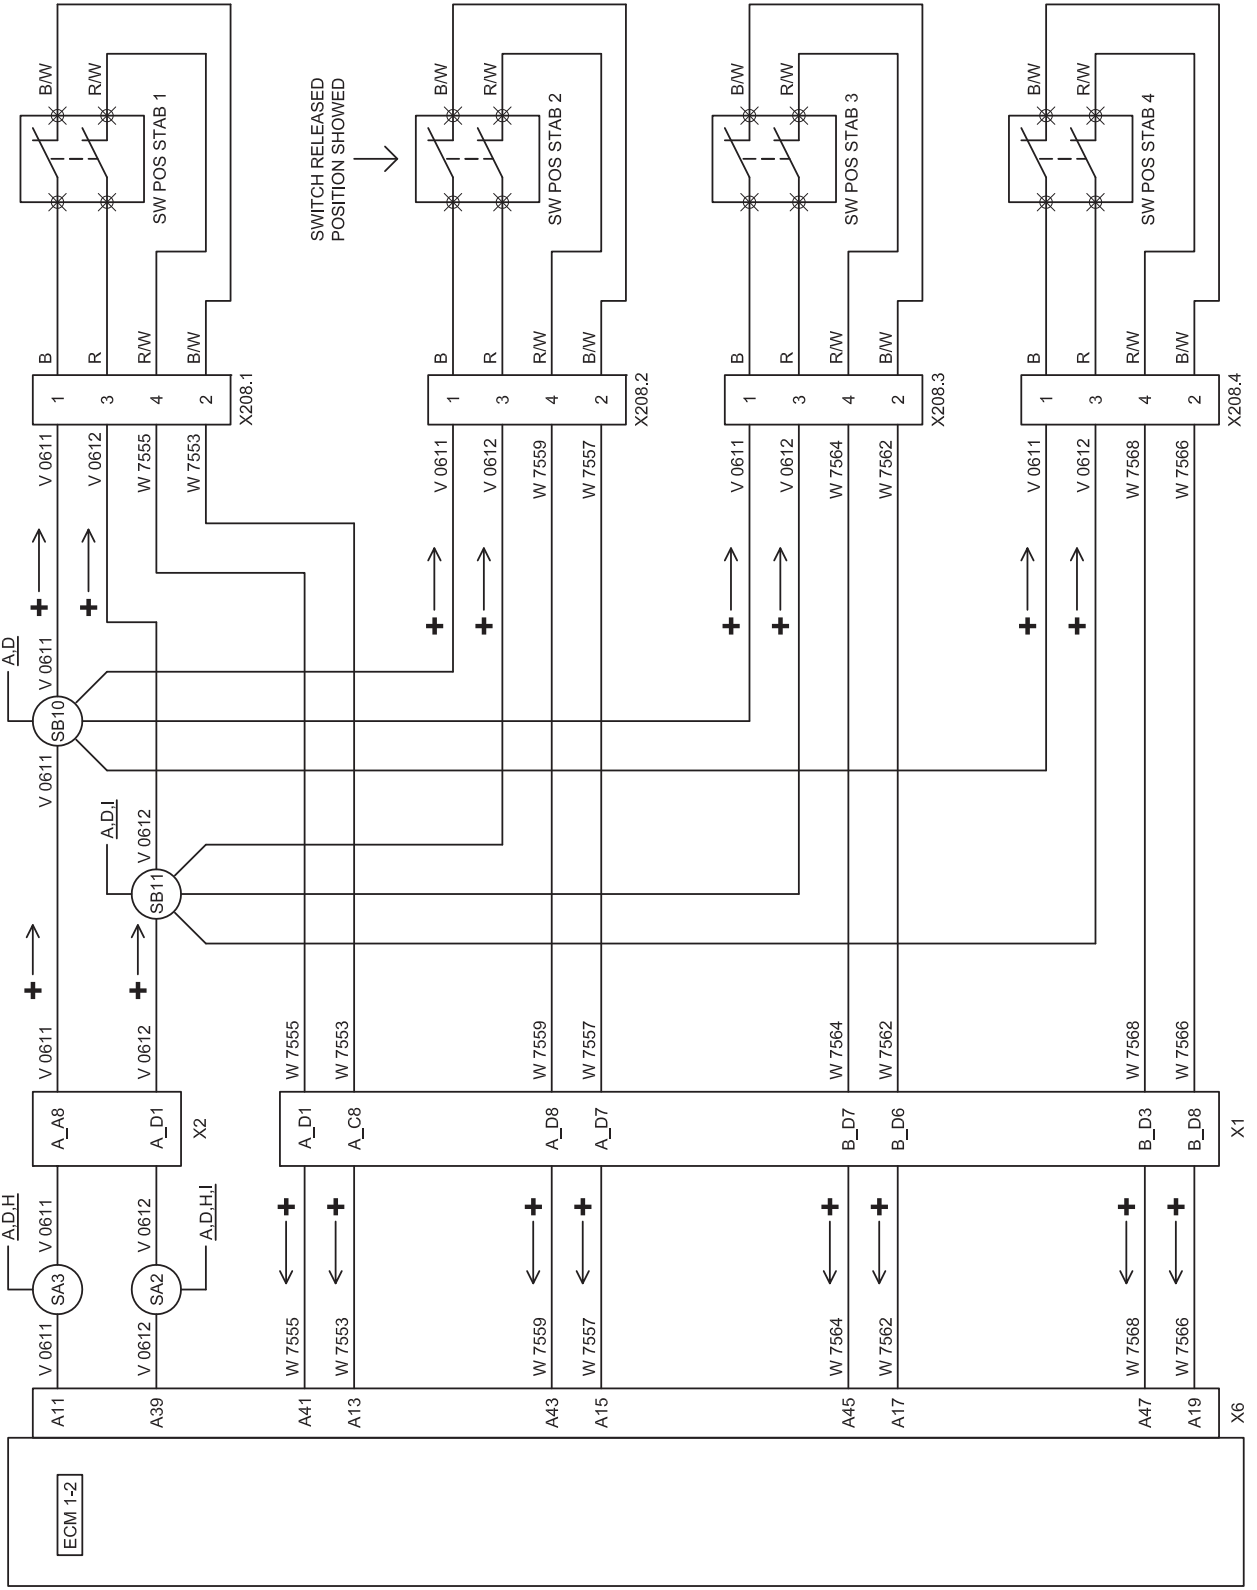 B/W
R/W
SW POS STAB 1
B
R
R/W
B/W
1
3
4
2
X208.1
V 0611
V 0612
W 7555
W 7553
SWITCH RELEASED
POSITION SHOWED
B/W
R/W
SW POS STAB 2
B
R
R/W
B/W
1
3
4
2
X208.2
V 0611
V 0612
W 7559
W 7557
B/W
R/W
SW POS STAB 3
B
R
R/W
B/W
1
3
4
2
X208.3
V 0611
V 0612
W 7564
W 7562
B/W
R/W
SW POS STAB 4
B
R
R/W
B/W
1
3
4
2
X208.4
V 0611
V 0612
W 7568
W 7566
+
+
+
+
+
+
+
+
A,D
V 0611
SB10
V 0611
A,D,I
V 0612
SB11
+
+
V 0611
V 0612
W 7555
W 7553
W 7559
W 7557
W 7564
W 7562
W 7568
W 7566
A_A8
A_D1
X2
A_D1
A_C8
A_D8
A_D7
B_D7
B_D6
B_D3
B_D8
X1
A,D,H
V 0611
SA3
V 0611
V 0612
SA2
V 0612
A,D,H,I
+
+
+
+
+
+
+
+
W 7555
W 7553
W 7559
W 7557
W 7564
W 7562
W 7568
W 7566
A11
A39
A41
A13
A43
A15
A45
A17
A47
A19
X6
ECM 1-2